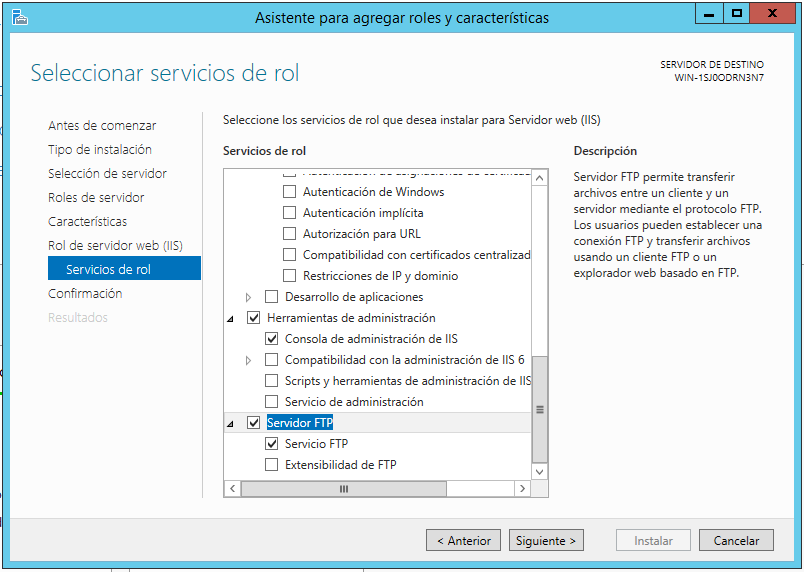 Asistente para agregar roles y características
Seleccionar servicios de rol
SERVIDOR DE DESTINO
WIN-1SJ0ODRN3N7
Antes de comenzar
Tipo de instalación
Selección de servidor
Roles de servidor
Características
Rol de servidor web (IIS)
Servicios de rol
Confirmación
Resultados
Seleccione los servicios de rol que desea instalar para Servidor web (IIS)
Servicios de rol
Autenticación de Windows
Autenticación implícita
Autorización para URL
Compatibilidad con certificados centralizad
Restricciones de IP y dominio
Desarrollo de aplicaciones
Herramientas de administración
Consola de administración de IIS
Compatibilidad con la administración de IIS 6
Scripts y herramientas de administración de IIS
Servicio de administración
Servidor FTP
Servicio FTP
Extensibilidad de FTP
Descripción
Servidor FTP permite transferir
archivos entre un cliente y un
servidor mediante el protocolo FTP.
Los usuarios pueden establecer una
conexión FTP y transferir archivos
usando un cliente FTP o un
explorador web basado en FTP.
< Anterior
Siguiente >
Instalar
Cancelar